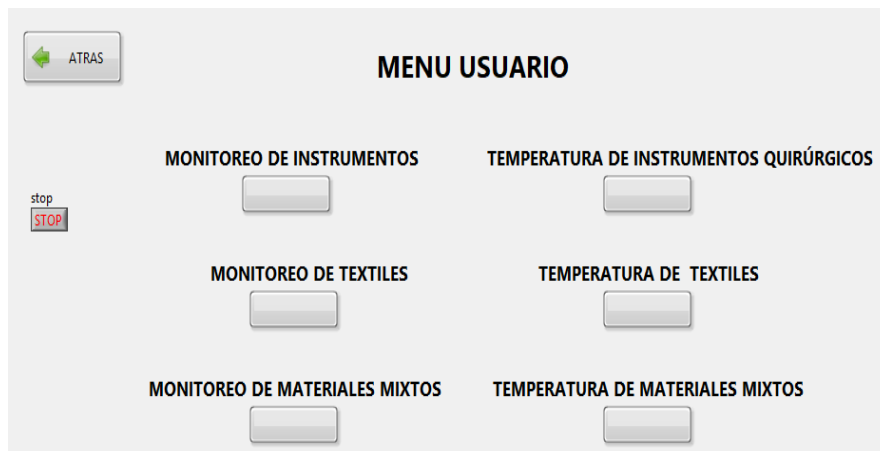 ATRAS
MENU USUARIO
MONITOREO DE INSTRUMENTOS
TEMPERATURA DE INSTRUMENTOS QUIRÚRGICOS
stop
STOP
MONITOREO DE TEXTILES
TEMPERATURA DE TEXTILES
MONITOREO DE MATERIALES MIXTOS
TEMPERATURA DE MATERIALES MIXTOS